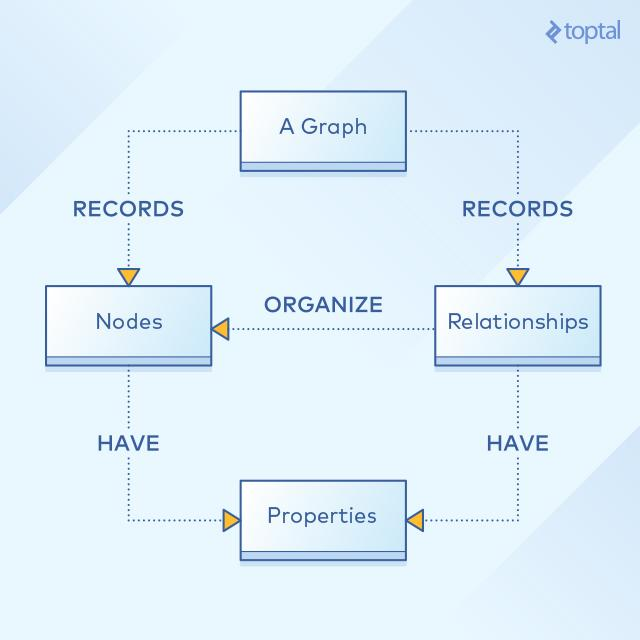 toptal
A Graph
RECORDS
RECORDS
ORGANIZE
Nodes
Relationships
HAVE
HAVE
Properties